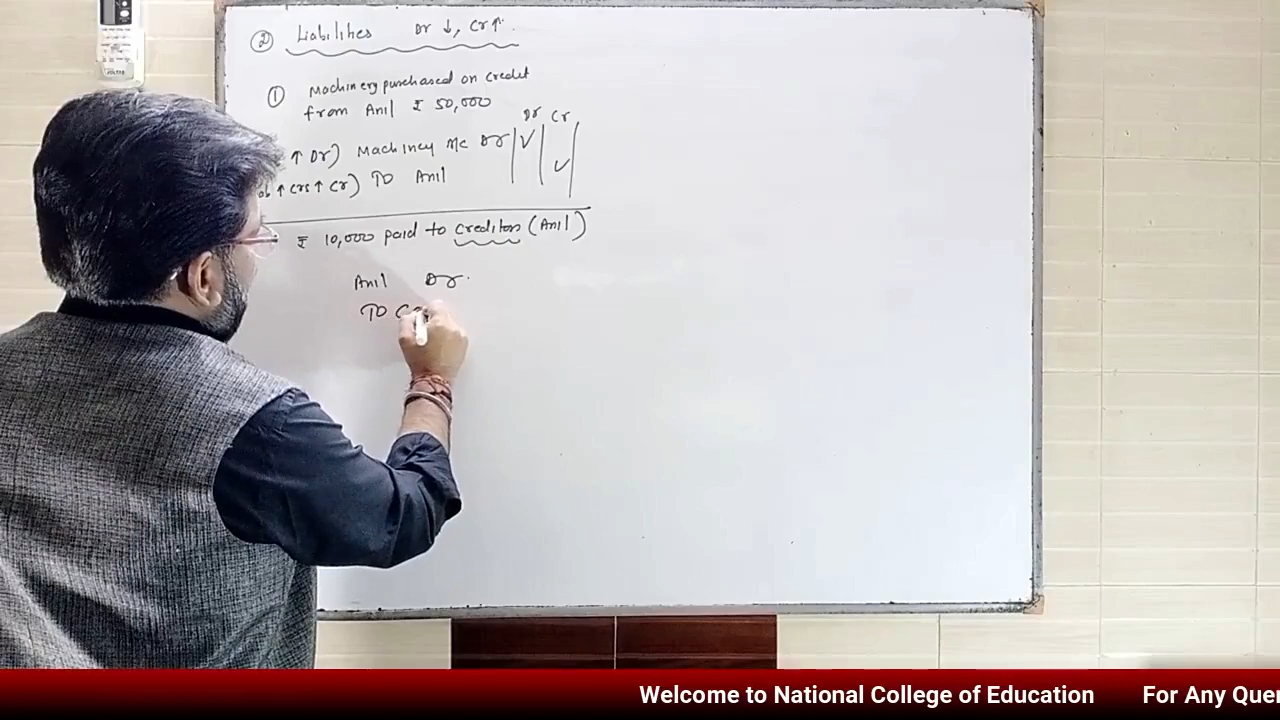 ② Liabilities Dr ↓, Cr ↑.
① Machinery purchased on credit
from Anil ₹ 50,000
Dr Cr
↑ Dr) Machinery A/c Dr ✓
ob ↑ Crs ↑ Cr) TO Anil ✓
₹ 10,000 paid to creditors (Anil)
Anil Dr.
TO
Welcome to National College of Education For Any Quer